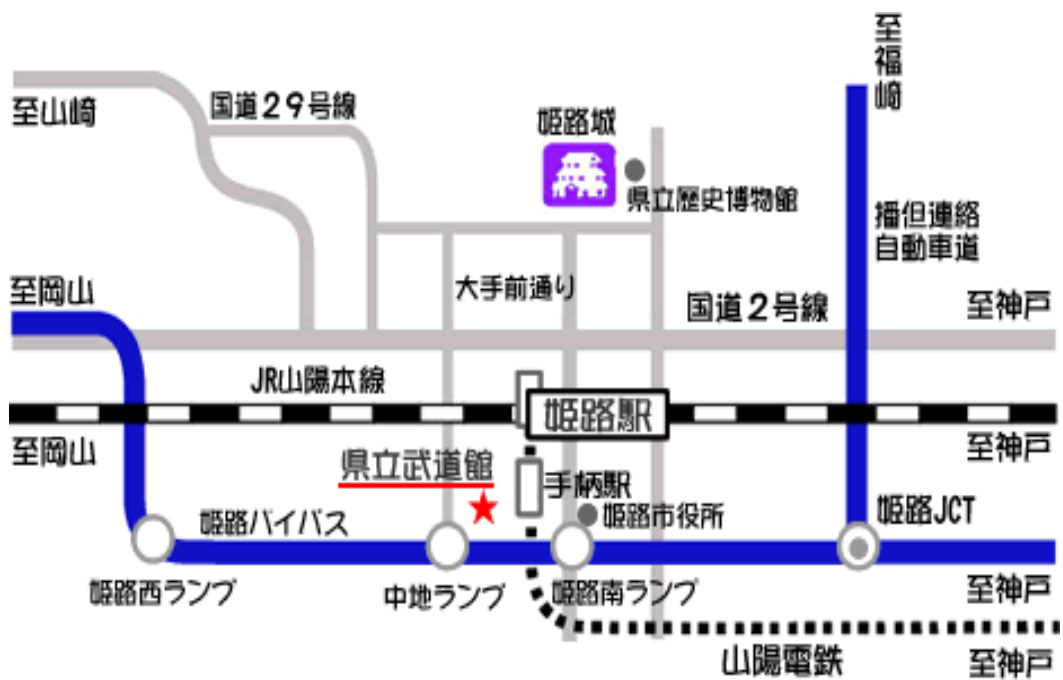 至福崎
至山崎
国道29号線
姫路城
県立歴史博物館
播但連絡
自動車道
至岡山
大手前通り
国道2号線
至神戸
JR山陽本線
姫路駅
至岡山
至神戸
県立武道館
手柄駅
姫路バイパス
姫路市役所
姫路JCT
姫路西ランプ
中地ランプ
姫路南ランプ
至神戸
山陽電鉄
至神戸